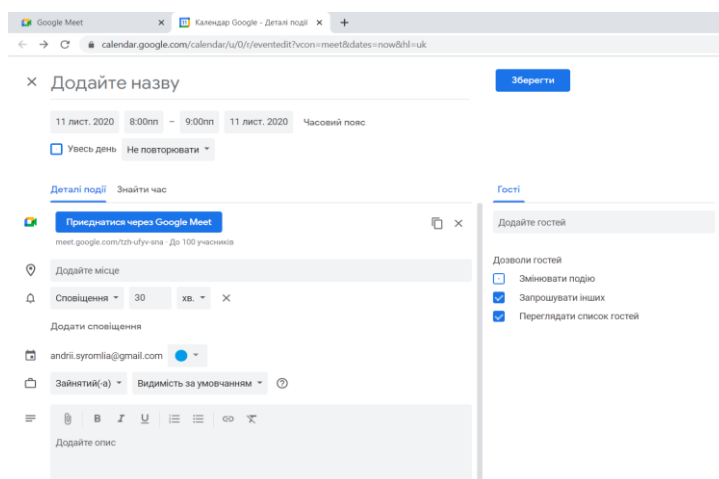 Google Meet
Календар Google - Деталі події
calendar.google.com/calendar/u/0/r/eventedit?vcon=meet&dates=now&hl=uk
Додайте назву
Зберегти
11 лист. 2020 8:00пп – 9:00пп 11 лист. 2020 Часовий пояс
Увесь день Не повторювати
Деталі події Знайти час
Гості
Приєднатися через Google Meet
meet.google.com/tzh-ufyv-sna · До 100 учасників
Додайте гостей
Додайте місце
Дозволи гостей
Змінювати подію
Сповіщення 30 хв.
Запрошувати інших
Переглядати список гостей
Додати сповіщення
andrii.syromlia@gmail.com
Зайнятий(-а) Видимість за умовчанням
B I U
Додайте опис